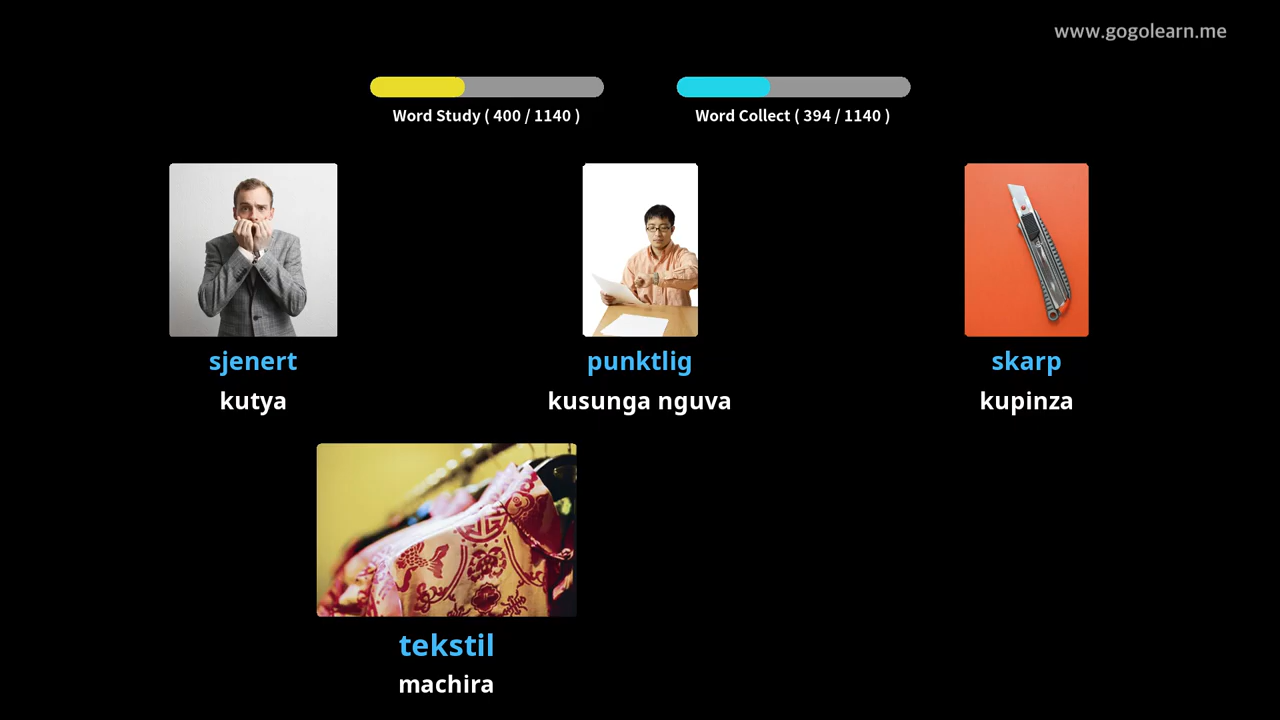 www.gogolearn.me
Word Study ( 400 / 1140 )
Word Collect ( 394 / 1140 )
sjenert
kutya
punktlig
kusunga nguva
skarp
kupinza
tekstil
machira